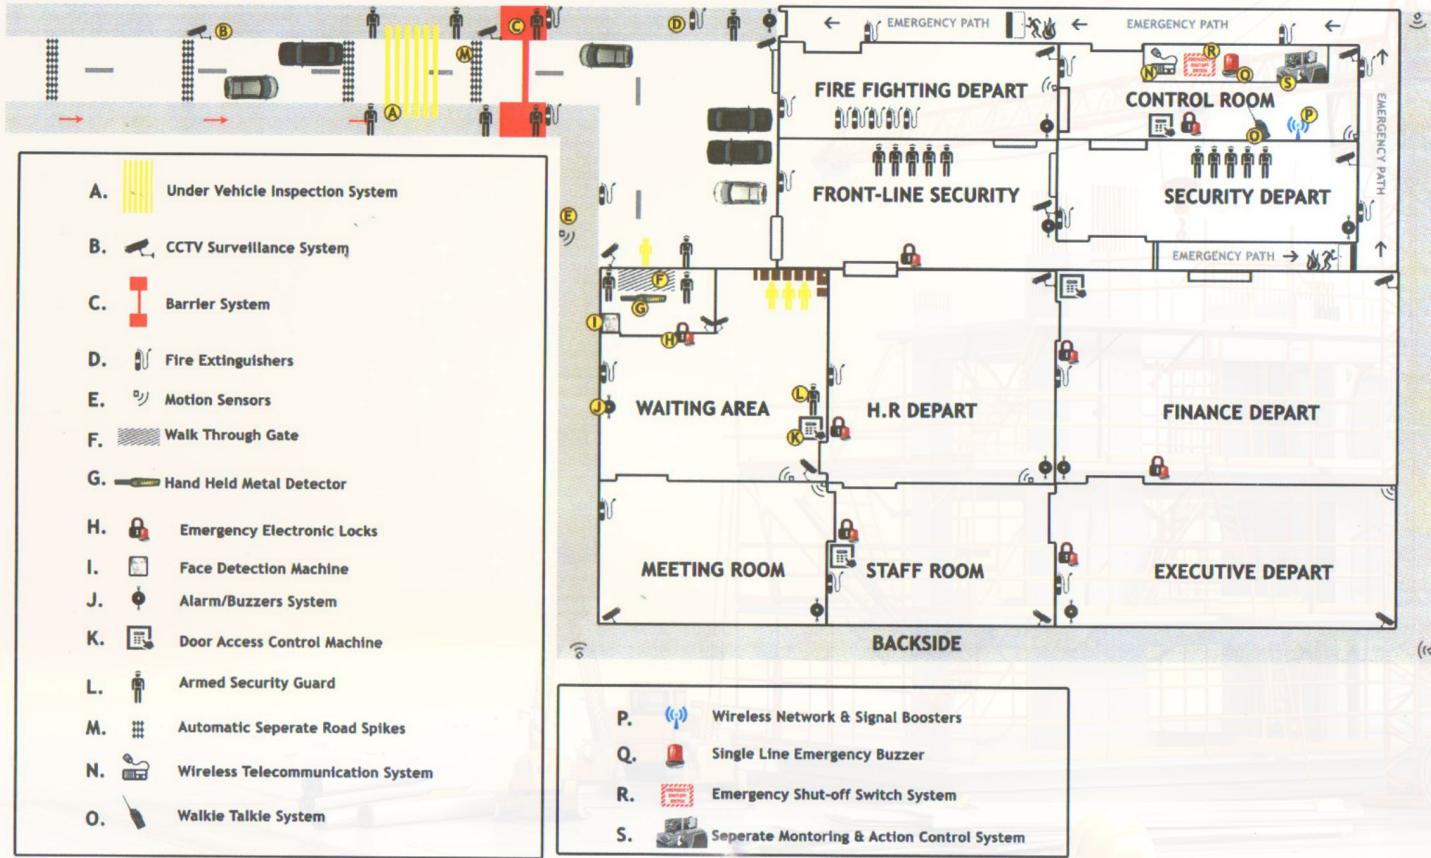 EMERGENCY PATH
EMERGENCY PATH
B
C
D
M
A
R
N
Q
S
FIRE FIGHTING DEPART
CONTROL ROOM
P
O
EMERGENCY PATH
FRONT-LINE SECURITY
SECURITY DEPART
E
EMERGENCY PATH
F
G
I
H
L
J
K
WAITING AREA
H.R DEPART
FINANCE DEPART
MEETING ROOM
STAFF ROOM
EXECUTIVE DEPART
BACKSIDE
A. Under Vehicle Inspection System
B. CCTV Surveillance System
C. Barrier System
D. Fire Extinguishers
E. Motion Sensors
F. Walk Through Gate
G. Hand Held Metal Detector
H. Emergency Electronic Locks
I. Face Detection Machine
J. Alarm/Buzzers System
K. Door Access Control Machine
L. Armed Security Guard
M. Automatic Seperate Road Spikes
N. Wireless Telecommunication System
O. Walkie Talkie System
P. Wireless Network & Signal Boosters
Q. Single Line Emergency Buzzer
R. EMERGENCY SHUT-OFF SWITCH Emergency Shut-off Switch System
S. Seperate Montoring & Action Control System